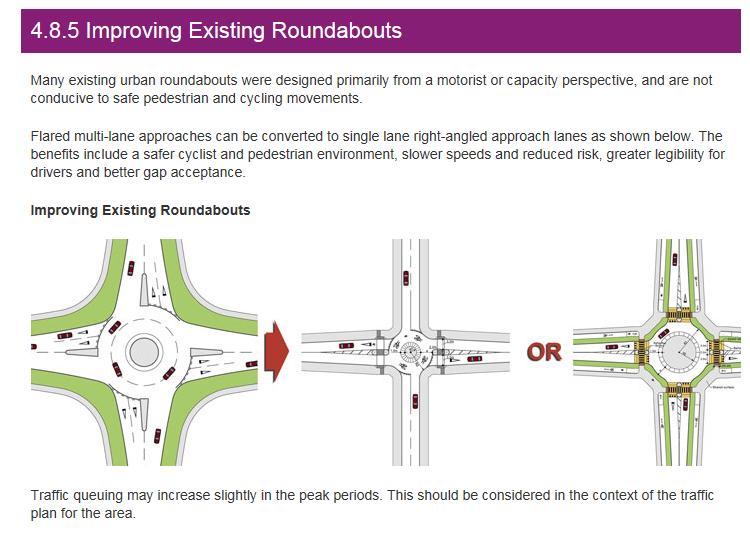 4.8.5 Improving Existing Roundabouts
Many existing urban roundabouts were designed primarily from a motorist or capacity perspective, and are not
conducive to safe pedestrian and cycling movements.
Flared multi-lane approaches can be converted to single lane right-angled approach lanes as shown below. The
benefits include a safer cyclist and pedestrian environment, slower speeds and reduced risk, greater legibility for
drivers and better gap acceptance.
Improving Existing Roundabouts
OR
Traffic queuing may increase slightly in the peak periods. This should be considered in the context of the traffic
plan for the area.